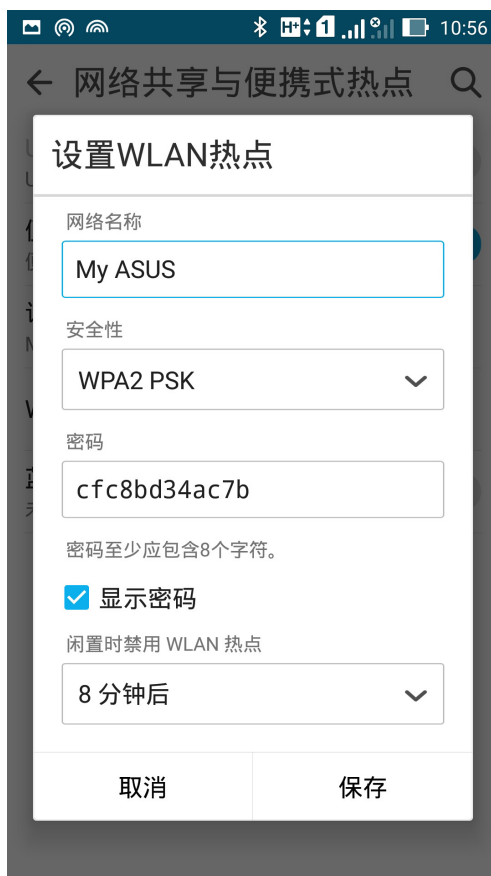 10:56
网络共享与便携式热点
设置WLAN热点
网络名称
My ASUS
安全性
WPA2 PSK
密码
cfc8bd34ac7b
密码至少应包含8个字符。
显示密码
闲置时禁用 WLAN 热点
8 分钟后
取消
保存